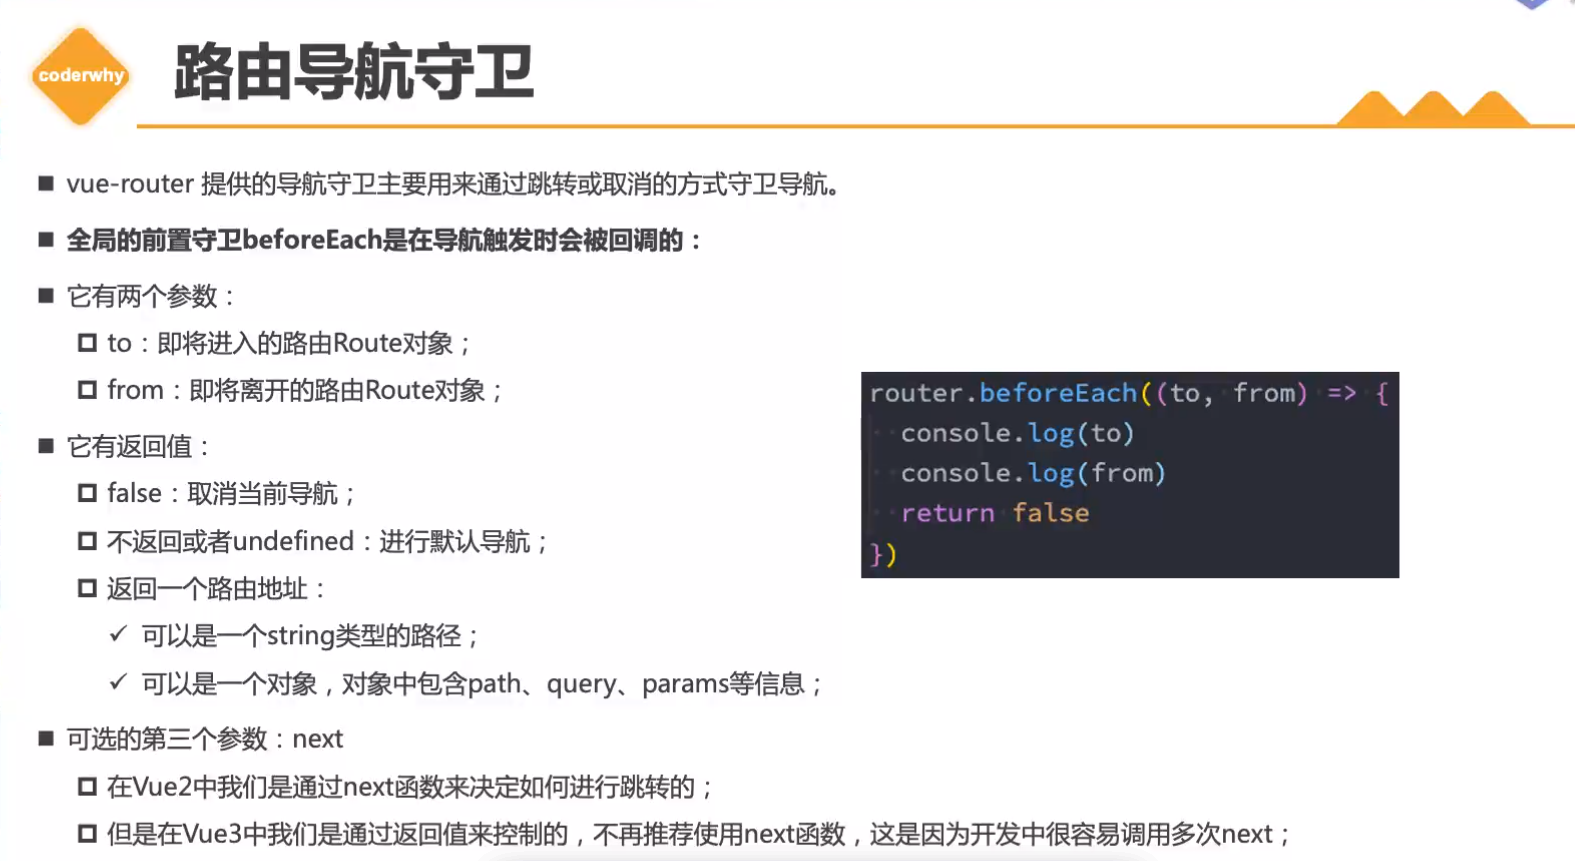 coderwhy
路由导航守卫
vue-router 提供的导航守卫主要用来通过跳转或取消的方式守卫导航。
全局的前置守卫beforeEach是在导航触发时会被回调的：
它有两个参数：
to：即将进入的路由Route对象；
from：即将离开的路由Route对象；
它有返回值：
false：取消当前导航；
不返回或者undefined：进行默认导航；
返回一个路由地址：
可以是一个string类型的路径；
可以是一个对象，对象中包含path、query、params等信息；
可选的第三个参数：next
在Vue2中我们是通过next函数来决定如何进行跳转的；
但是在Vue3中我们是通过返回值来控制的，不再推荐使用next函数，这是因为开发中很容易调用多次next；
router.beforeEach((to, from) => {
console.log(to)
console.log(from)
return false
})